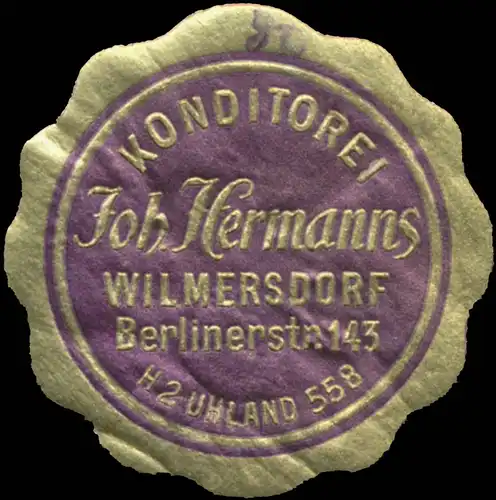 KONDITOREI
Joh. Hermanns
WILMERSDORF
Berlinerstr. 143
H 2 UHLAND 558